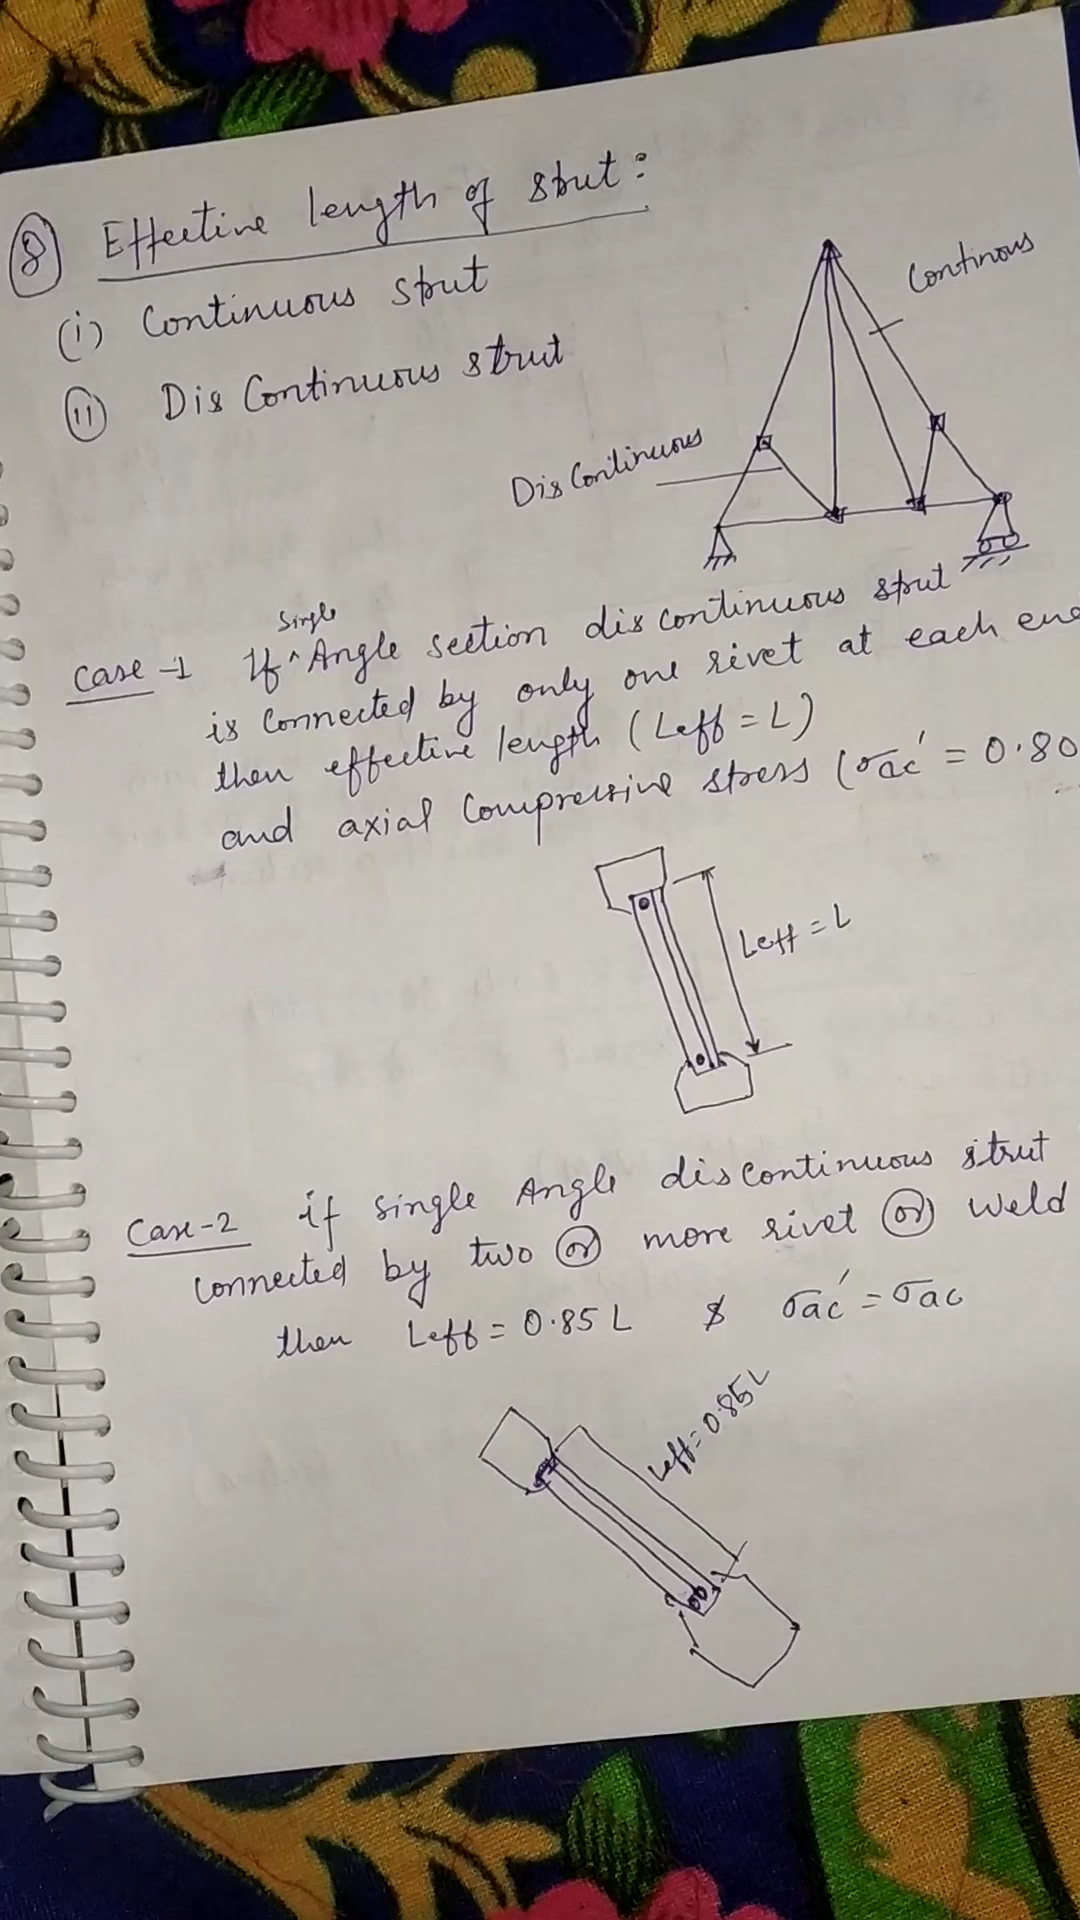 8 Effective length of strut:
(i) Continuous strut
(ii) Dis Continuous strut
Continous
Dis Continuous
Case-1 If ^ Single Angle section dis continuous strut
is connected by only one rivet at each
then effective length (Leff = L)
and axial compressive stress (σac' = 0.80
Leff = L
Case-2 if single Angle discontinuous strut
connected by two or more rivet or weld
then Leff = 0.85 L & σac' = σac
Leff = 0.85L